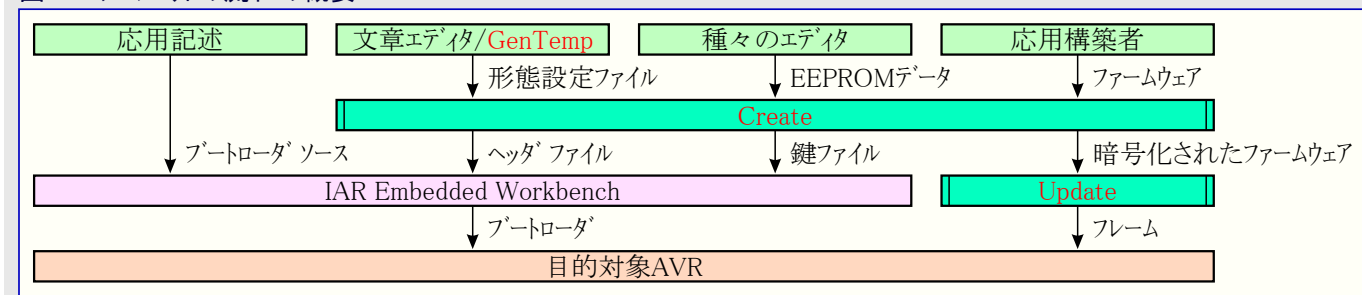 応用記述 文章エディタ/GenTemp 種々のエディタ 応用構築者
形態設定ファイル EEPROMデータ ファームウェア
Create
ブートローダ ソース ヘッダ ファイル 鍵ファイル 暗号化されたファームウェア
IAR Embedded Workbench Update
ブートローダ フレーム
目的対象AVR